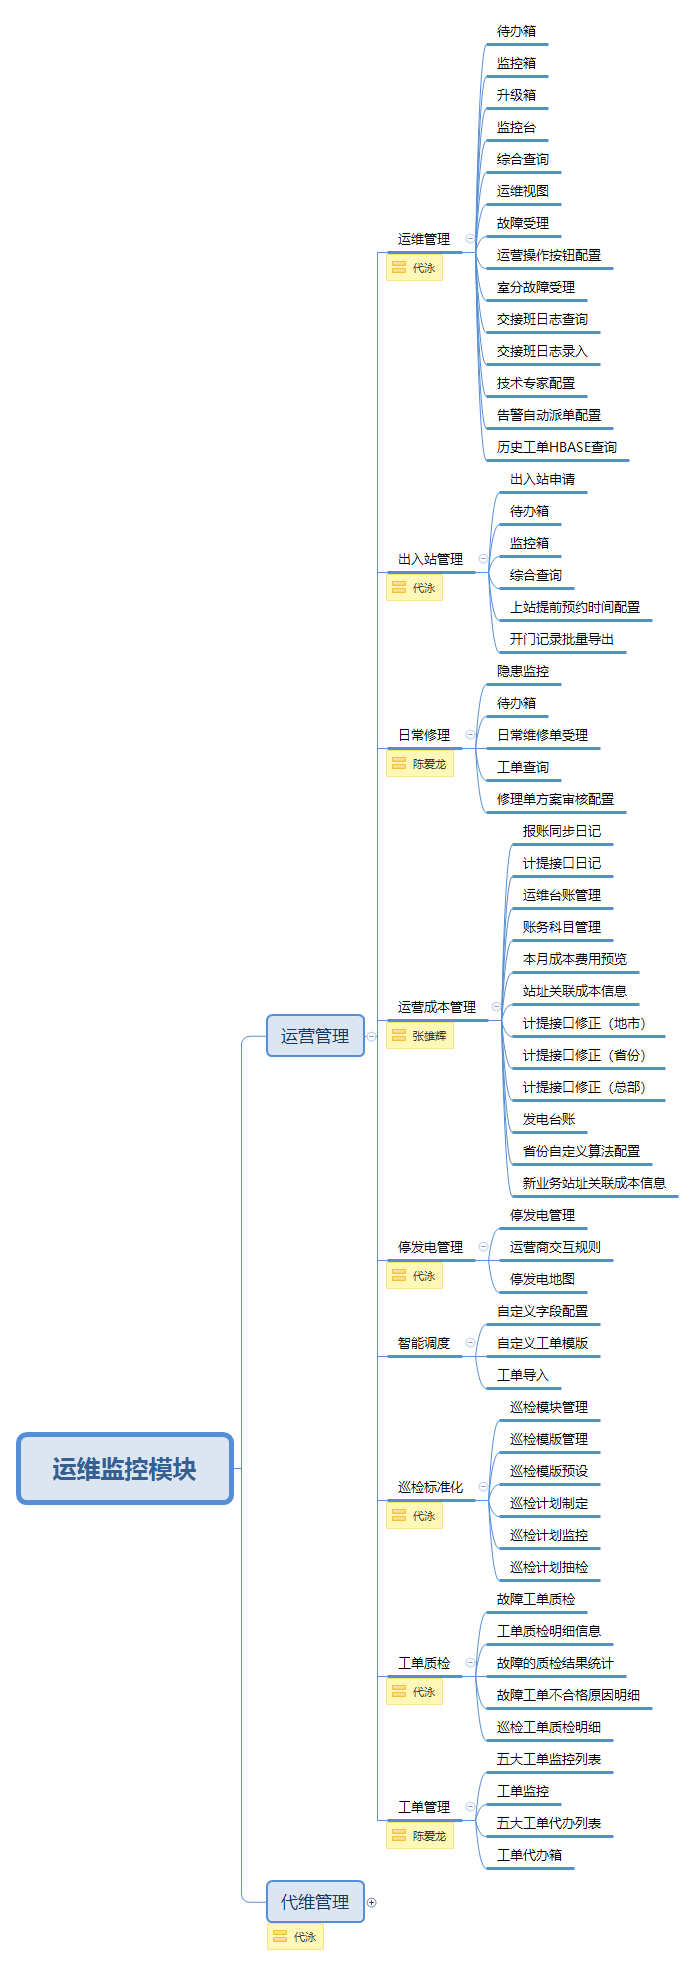 运维监控模块
运营管理
运维管理
代泳
待办箱
监控箱
升级箱
监控台
综合查询
运维视图
故障受理
运营操作按钮配置
室分故障受理
交接班日志查询
交接班日志录入
技术专家配置
告警自动派单配置
历史工单HBASE查询
出入站管理
代泳
出入站申请
待办箱
监控箱
综合查询
上站提前预约时间配置
开门记录批量导出
日常修理
陈爱龙
隐患监控
待办箱
日常维修单受理
工单查询
修理单方案审核配置
运营成本管理
张雄辉
报账同步日记
计提接口日记
运维台账管理
账务科目管理
本月成本费用预览
站址关联成本信息
计提接口修正（地市）
计提接口修正（省份）
计提接口修正（总部）
发电台账
省份自定义算法配置
新业务站址关联成本信息
停发电管理
代泳
停发电管理
运营商交互规则
停发电地图
智能调度
自定义字段配置
自定义工单模版
工单导入
巡检标准化
代泳
巡检模块管理
巡检模版管理
巡检模版预设
巡检计划制定
巡检计划监控
巡检计划抽检
工单质检
代泳
故障工单质检
工单质检明细信息
故障的质检结果统计
故障工单不合格原因明细
巡检工单质检明细
工单管理
陈爱龙
五大工单监控列表
工单监控
五大工单代办列表
工单代办箱
代维管理
代泳